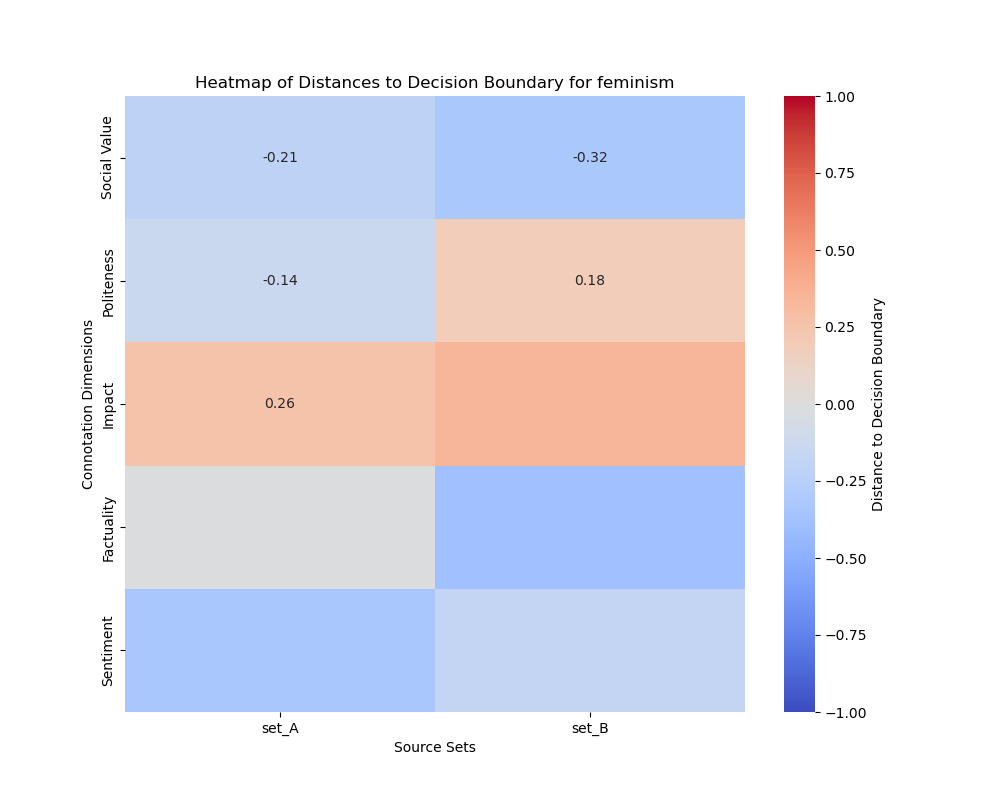 Heatmap of Distances to Decision Boundary for feminism
Connotation Dimensions
Social Value
-0.21
-0.32
Politeness
-0.14
0.18
Impact
0.26
Factuality
Sentiment
set_A
set_B
Source Sets
1.00
0.75
0.50
0.25
0.00
−0.25
−0.50
−0.75
−1.00
Distance to Decision Boundary